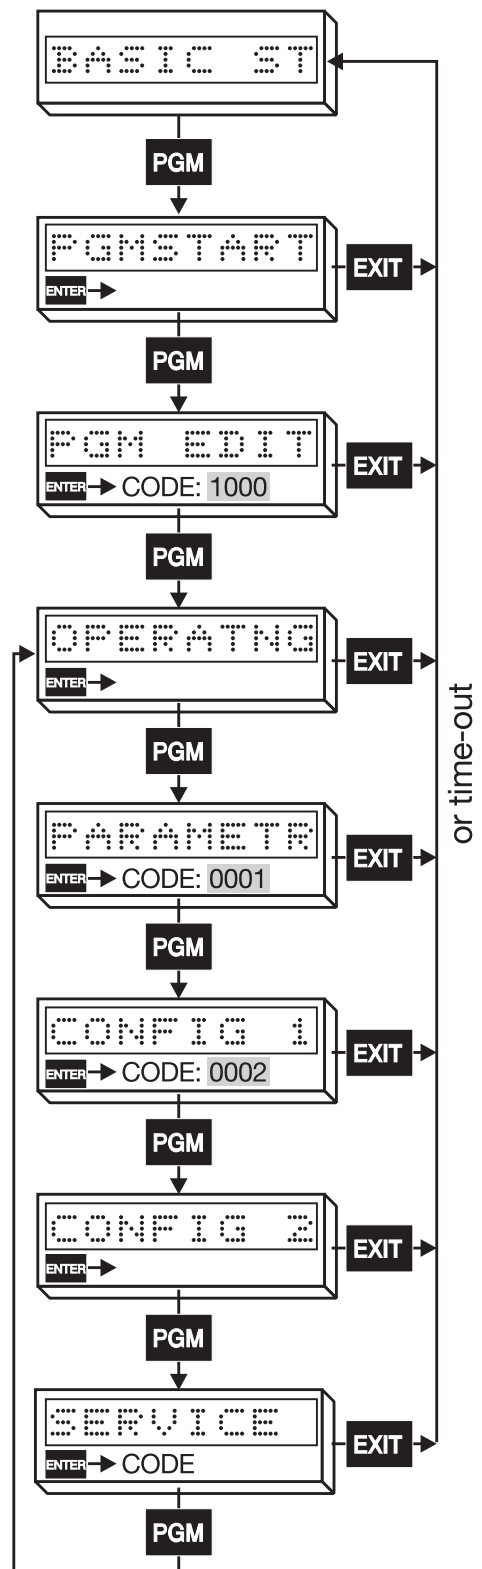 BASIC ST
PGM
PGMSTART
EXIT
ENTER
PGM
PGM EDIT
EXIT
ENTER CODE: 1000
PGM
OPERATNG
EXIT
ENTER
or time-out
PGM
PARAMETR
EXIT
ENTER CODE: 0001
PGM
CONFIG 1
EXIT
ENTER CODE: 0002
PGM
CONFIG 2
EXIT
ENTER
PGM
SERVICE
EXIT
ENTER CODE
PGM